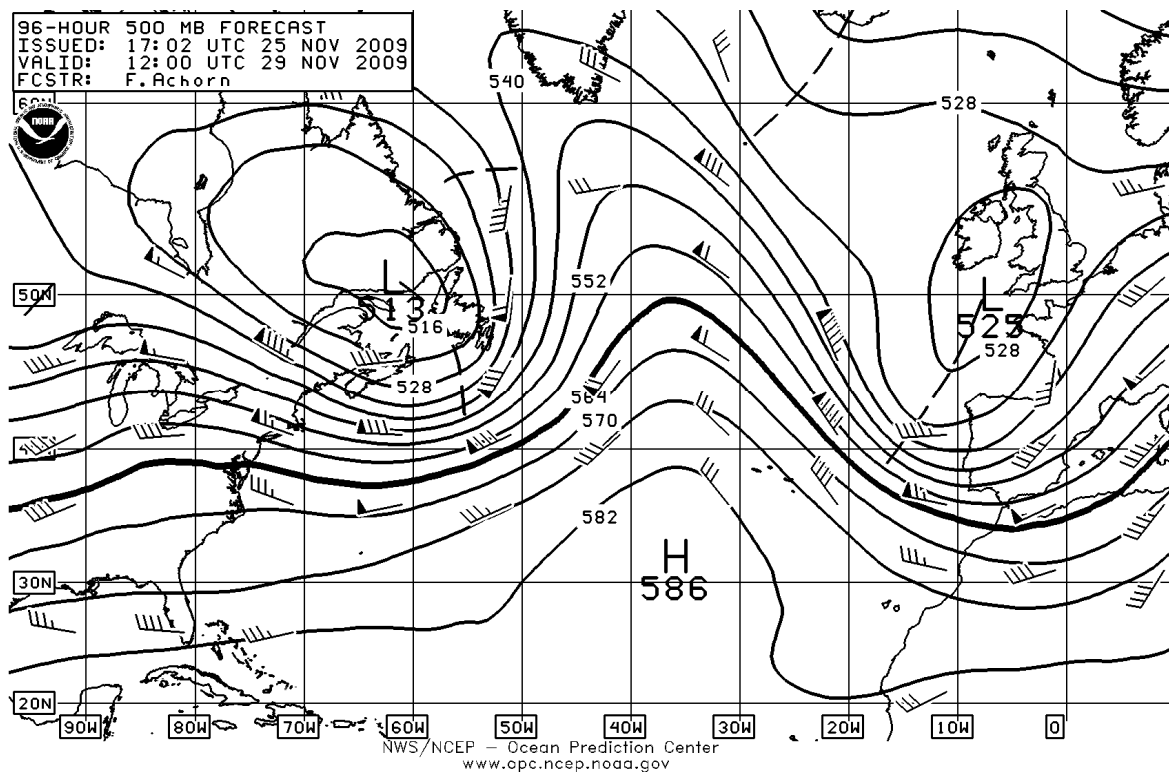 96-HOUR 500 MB FORECAST
ISSUED: 17:02 UTC 25 NOV 2009
VALID: 12:00 UTC 29 NOV 2009
FCSTR: F.Achorn
NOAA
540
528
50N
552
L
513
516
L
525
528
528
564
570
582
H
586
30N
20N
90W
80W
70W
60W
50W
40W
30W
20W
10W
0
NWS/NCEP – Ocean Prediction Center
www.opc.ncep.noaa.gov